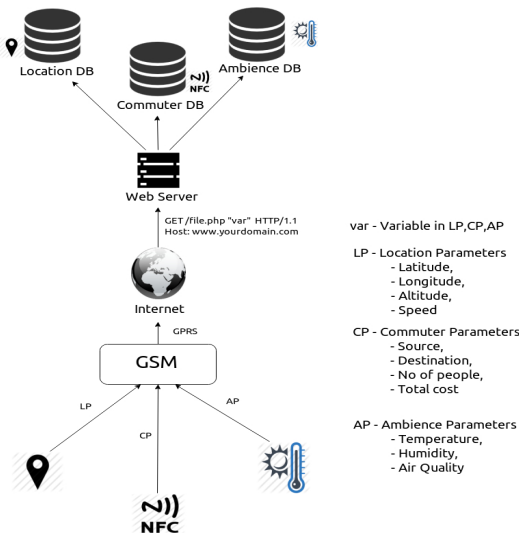 Location DB
NFC
Commuter DB
Ambience DB
Web Server
GET /file.php "var" HTTP/1.1
Host: www.yourdomain.com
Internet
GPRS
GSM
LP
CP
AP
NFC
var - Variable in LP,CP,AP
LP - Location Parameters
- Latitude,
- Longitude,
- Altitude,
- Speed
CP - Commuter Parameters
- Source,
- Destination,
- No of people,
- Total cost
AP - Ambience Parameters
- Temperature,
- Humidity,
- Air Quality